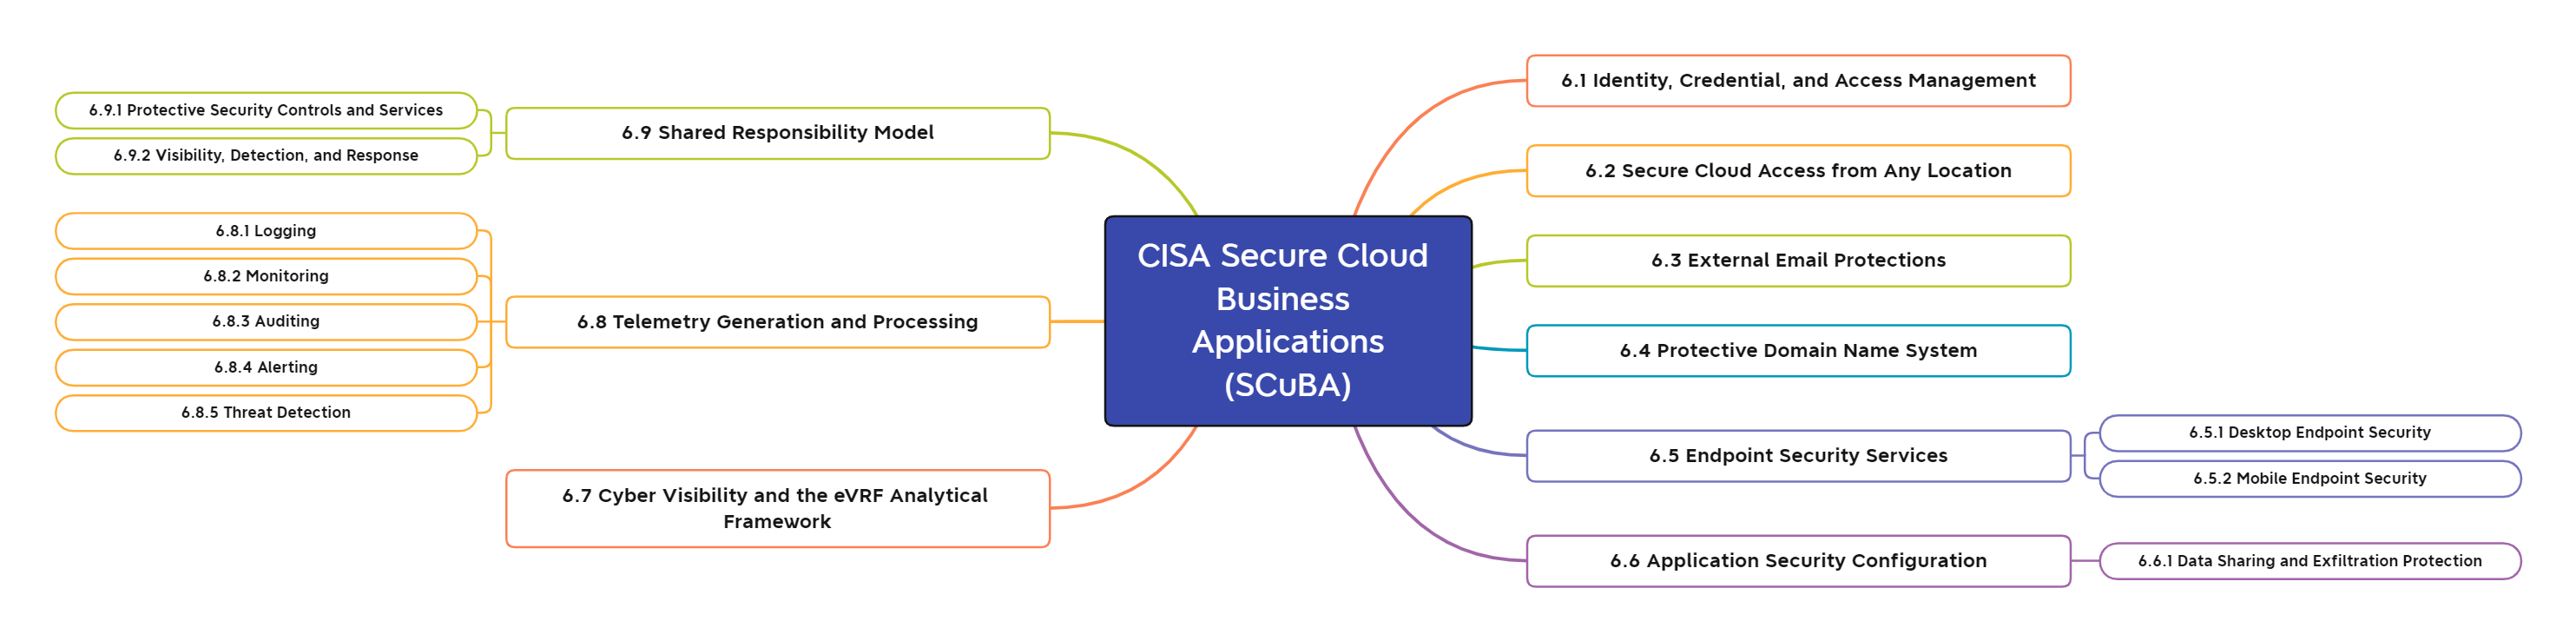 CISA Secure Cloud
Business
Applications
(SCuBA)
6.1 Identity, Credential, and Access Management
6.2 Secure Cloud Access from Any Location
6.3 External Email Protections
6.4 Protective Domain Name System
6.5 Endpoint Security Services
6.5.1 Desktop Endpoint Security
6.5.2 Mobile Endpoint Security
6.6 Application Security Configuration
6.6.1 Data Sharing and Exfiltration Protection
6.7 Cyber Visibility and the eVRF Analytical
Framework
6.8 Telemetry Generation and Processing
6.8.1 Logging
6.8.2 Monitoring
6.8.3 Auditing
6.8.4 Alerting
6.8.5 Threat Detection
6.9 Shared Responsibility Model
6.9.1 Protective Security Controls and Services
6.9.2 Visibility, Detection, and Response